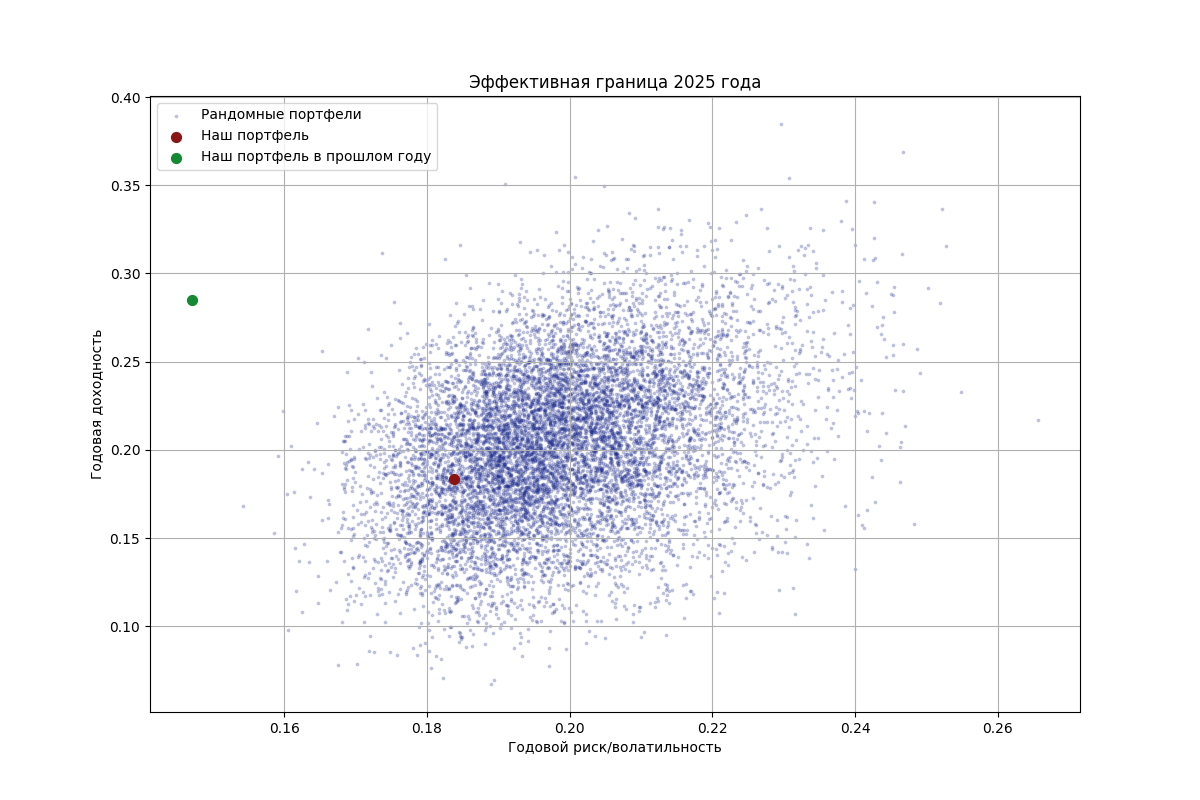 Эффективная граница 2025 года
Рандомные портфели
Наш портфель
Наш портфель в прошлом году
0.40
0.35
0.30
0.25
0.20
0.15
0.10
Годовая доходность
0.16 0.18 0.20 0.22 0.24 0.26
Годовой риск/волатильность